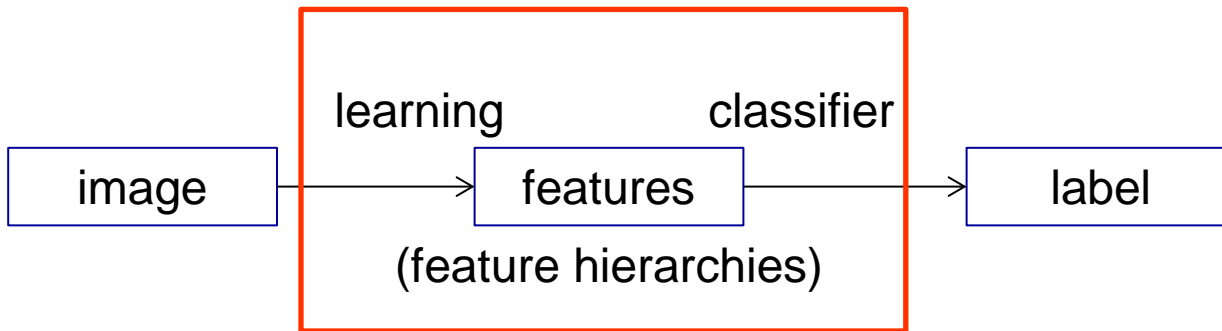 learning classifier
image features label
(feature hierarchies)